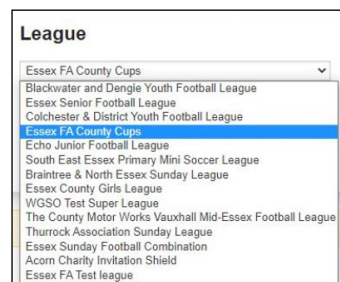 League
Essex FA County Cups
Blackwater and Dengie Youth Football League
Essex Senior Football League
Colchester & District Youth Football League
Essex FA County Cups
Echo Junior Football League
South East Essex Primary Mini Soccer League
Braintree & North Essex Sunday League
Essex County Girls League
WGSO Test Super League
The County Motor Works Vauxhall Mid-Essex Football League
Thurrock Association Sunday League
Essex Sunday Football Combination
Acorn Charity Invitation Shield
Essex FA Test league